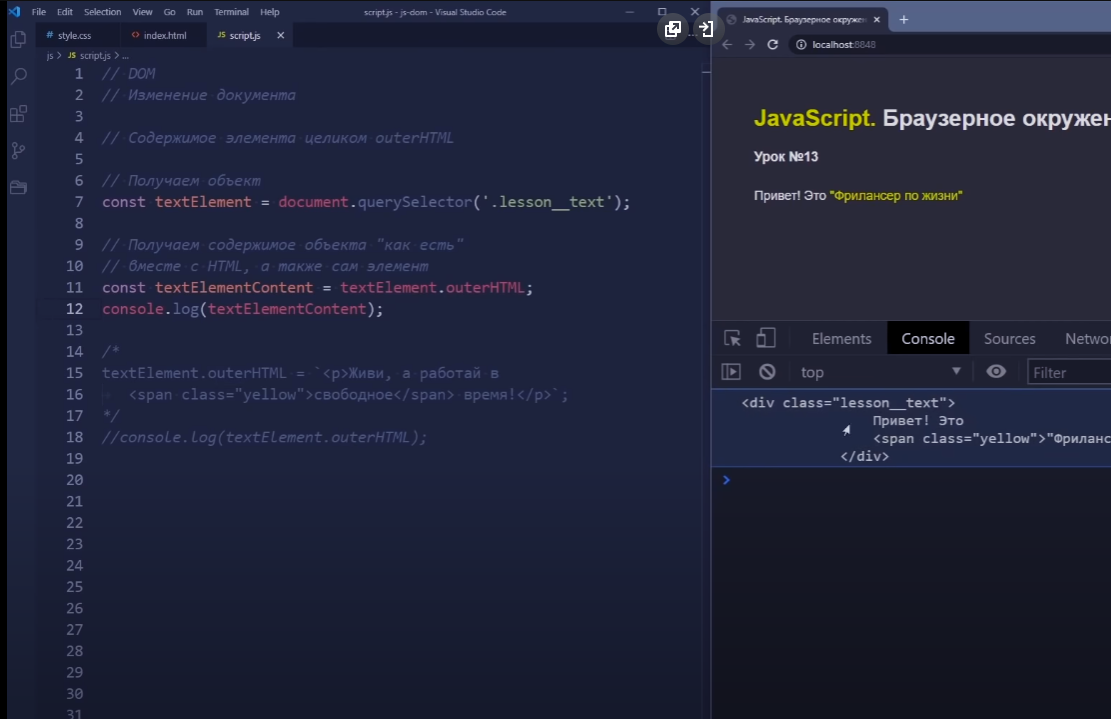 File Edit Selection View Go Run Terminal Help
script.js - js-dom - Visual Studio Code
# style.css
<> index.html
JS script.js
js > JS script.js > ...
1 // DOM
2 // Изменение документа
3
4 // Содержимое элемента целиком outerHTML
5
6 // Получаем объект
7 const textElement = document.querySelector('.lesson__text');
8
9 // Получаем содержимое объекта "как есть"
10 // вместе с HTML, а также сам элемент
11 const textElementContent = textElement.outerHTML;
12 console.log(textElementContent);
13
14 /*
15 textElement.outerHTML = `<p>Живи, а работай в
16 <span class="yellow">свободное</span> время!</p>`;
17 */
18 //console.log(textElement.outerHTML);
19
20
21
22
23
24
25
26
27
28
29
30
31
JavaScript. Браузерное окружен
localhost:8848
JavaScript. Браузерное окружен
Урок №13
Привет! Это "Фрилансер по жизни"
Elements Console Sources Networ
top
Filter
<div class="lesson__text">
Привет! Это
<span class="yellow">"Фриланс
</div>
>